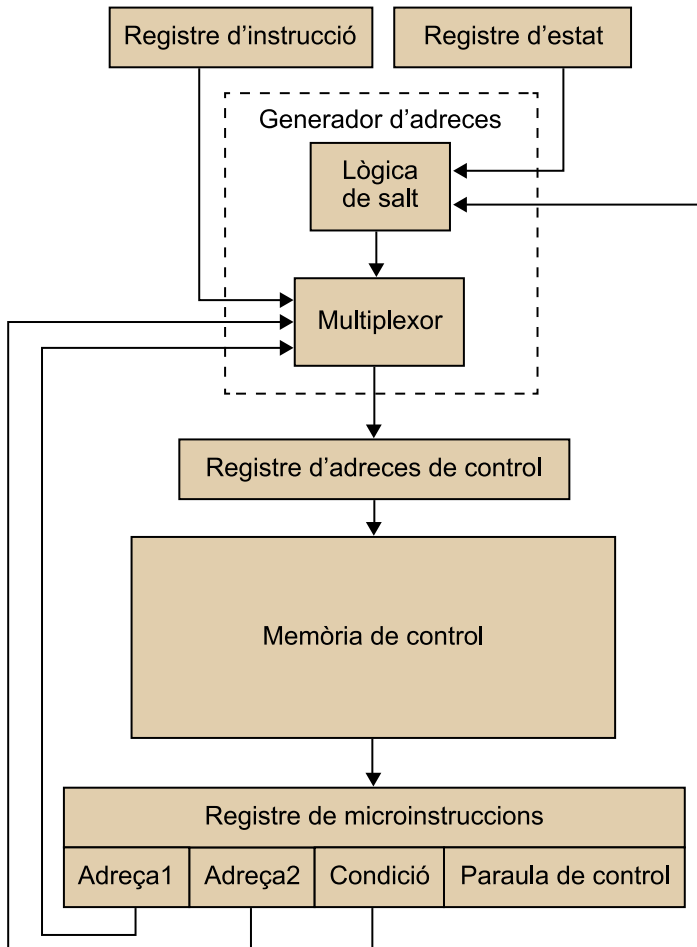 Registre d’instrucció
Registre d’estat
Generador d’adreces
Lògica
de salt
Multiplexor
Registre d’adreces de control
Memòria de control
Registre de microinstruccions
Adreça1
Adreça2
Condició
Paraula de control